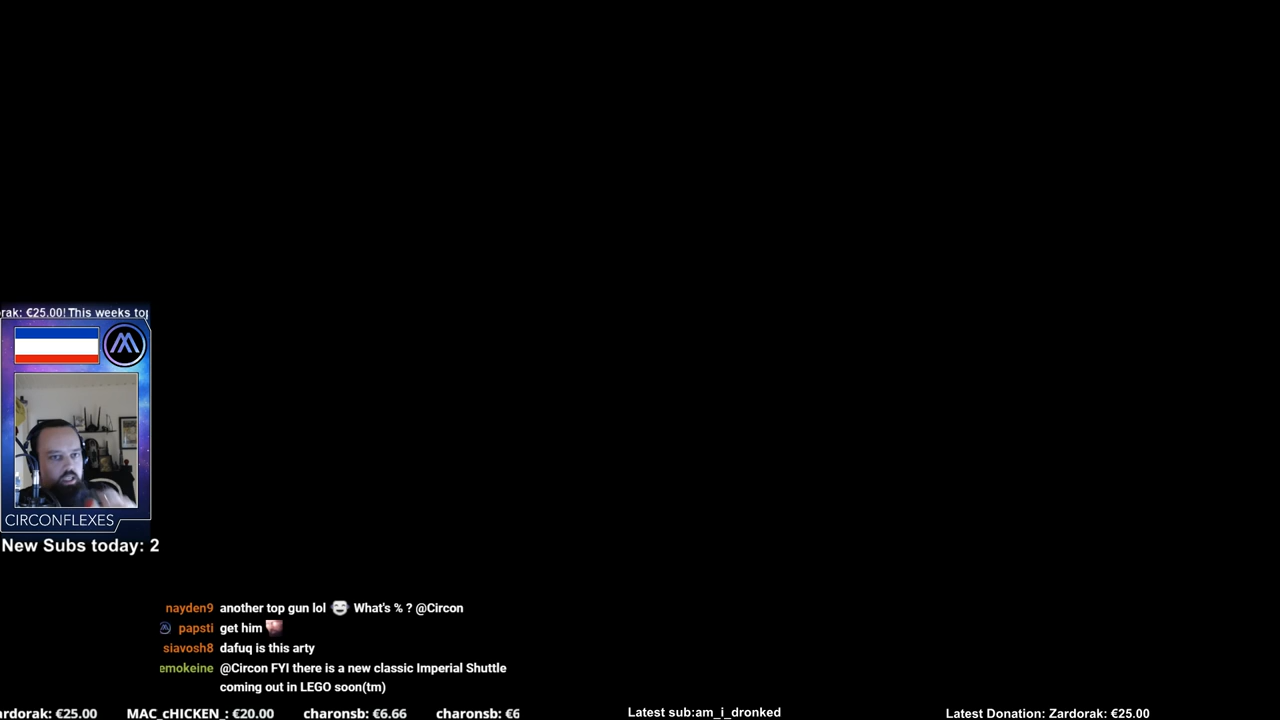 rak: €25.00! This weeks to
CIRCONFLEXES
New Subs today: 2
nayden9 another top gun lol What's % ? @Circon
papsti get him
siavosh8 dafuq is this arty
emokeine @Circon FYI there is a new classic Imperial Shuttle
coming out in LEGO soon(tm)
ardorak: €25.00 MAC_cHICKEN_: €20.00 charonsb: €6.66 charonsb: €6
Latest sub:am_i_dronked
Latest Donation: Zardorak: €25.00